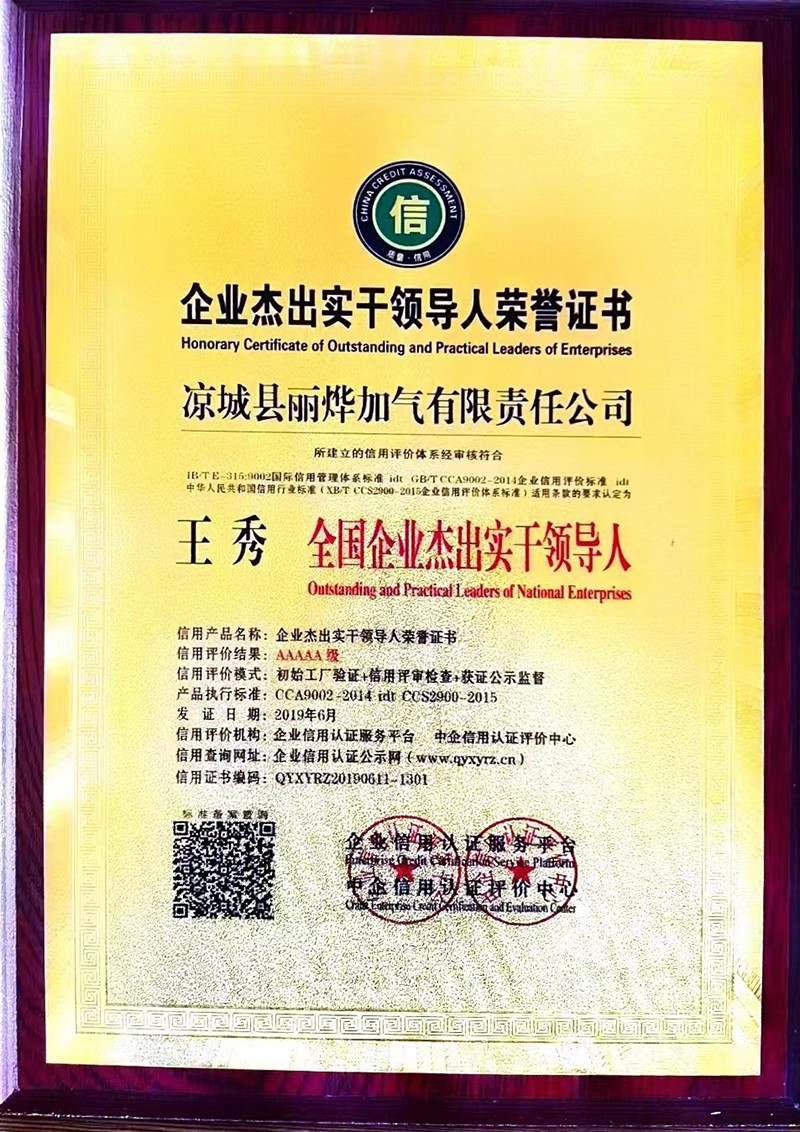 CHINA CREDIT ASSESSMENT
信
质量·信用
企业杰出实干领导人荣誉证书
Honorary Certificate of Outstanding and Practical Leaders of Enterprises
凉城县丽烨加气有限责任公司
所建立的信用评价体系经审核符合
IB/T E-315:9002国际信用管理体系标准 idt GB/T CCA9002-2014企业信用评价标准 idt
中华人民共和国信用行业标准（XB/T CCS2900-2015企业信用评价体系标准）适用条款的要求认定为
王秀 全国企业杰出实干领导人
Outstanding and Practical Leaders of National Enterprises
信用产品名称：企业杰出实干领导人荣誉证书
信用评价结果：AAAAA 级
信用评价模式：初始工厂验证+信用评审检查+获证公示监督
产品执行标准：CCA9002-2014 idt CCS2900-2015
发证日期：2019年6月
信用评价机构：企业信用认证服务平台 中企信用认证评价中心
信用查询网址：企业信用认证公示网（www.qyxyrz.cn）
信用证书编码：QYXYRZ20190611-1301
标准备案查询
企业信用认证服务平台
Enterprise Credit Certification Service Platform
中企信用认证评价中心
China Enterprise Credit Certification and Evaluation Center